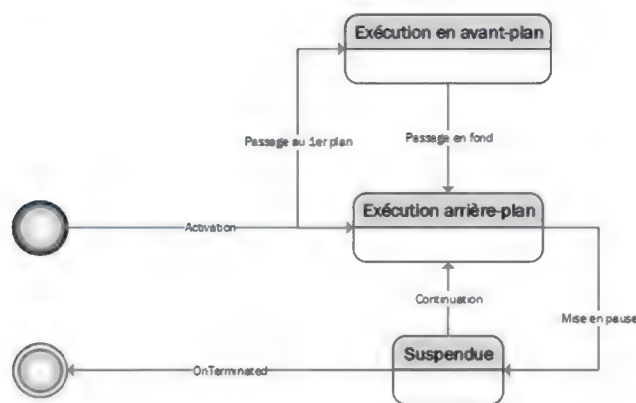 Exécution en avant-plan
Passage au 1er plan
Passage en fond
Exécution arrière-plan
Activation
Continuation
Mise en pause
Suspendue
OnTerminated